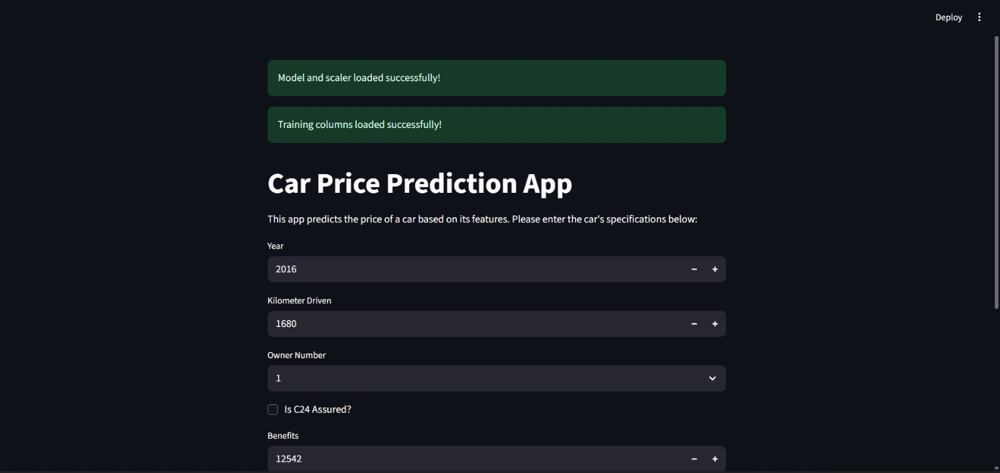 Deploy
Model and scaler loaded successfully!
Training columns loaded successfully!
Car Price Prediction App
This app predicts the price of a car based on its features. Please enter the car's specifications below:
Year
2016
Kilometer Driven
1680
Owner Number
1
Is C24 Assured?
Benefits
12542